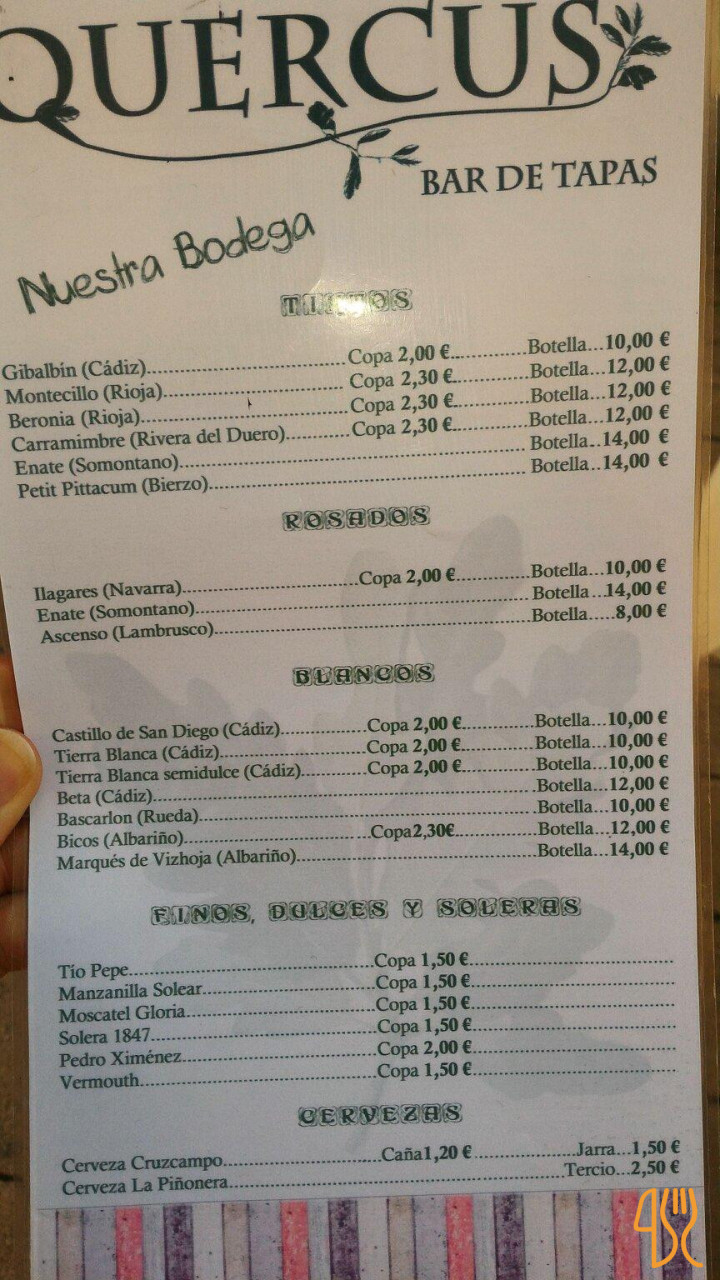 QUERCUS
BAR DE TAPAS
Nuestra Bodega
TINTOS
Gibalbín (Cádiz)....................Copa 2,00 €..............Botella...10,00 €
Montecillo (Rioja)....................Copa 2,30 €..............Botella...12,00 €
Beronia (Rioja)....................Copa 2,30 €..............Botella...12,00 €
Carramimbre (Rivera del Duero)..........Copa 2,30 €..............Botella...12,00 €
Enate (Somontano)....................Botella..14,00 €
Petit Pittacum (Bierzo)....................Botella..14,00 €
ROSADOS
Ilagares (Navarra)....................Copa 2,00 €..............Botella...10,00 €
Enate (Somontano)....................Botella...14,00 €
Ascenso (Lambrusco)....................Botella.....8,00 €
BLANCOS
Castillo de San Diego (Cádiz)..............Copa 2,00 €..............Botella...10,00 €
Tierra Blanca (Cádiz)....................Copa 2,00 €..............Botella...10,00 €
Tierra Blanca semidulce (Cádiz)..........Copa 2,00 €..............Botella...10,00 €
Beta (Cádiz)....................Botella...12,00 €
Bascarlon (Rueda)....................Botella...10,00 €
Bicos (Albariño)....................Copa2,30€..............Botella...12,00 €
Marqués de Vizhoja (Albariño)....................Botella...14,00 €
FINOS, DULCES Y SOLERAS
Tío Pepe....................Copa 1,50 €....................
Manzanilla Solear....................Copa 1,50 €....................
Moscatel Gloria....................Copa 1,50 €....................
Solera 1847....................Copa 1,50 €....................
Pedro Ximénez....................Copa 2,00 €....................
Vermouth....................Copa 1,50 €....................
CERVEZAS
Cerveza Cruzcampo....................Caña1,20 €..............Jarra...1,50 €
Cerveza La Piñonera....................Tercio...2,50 €